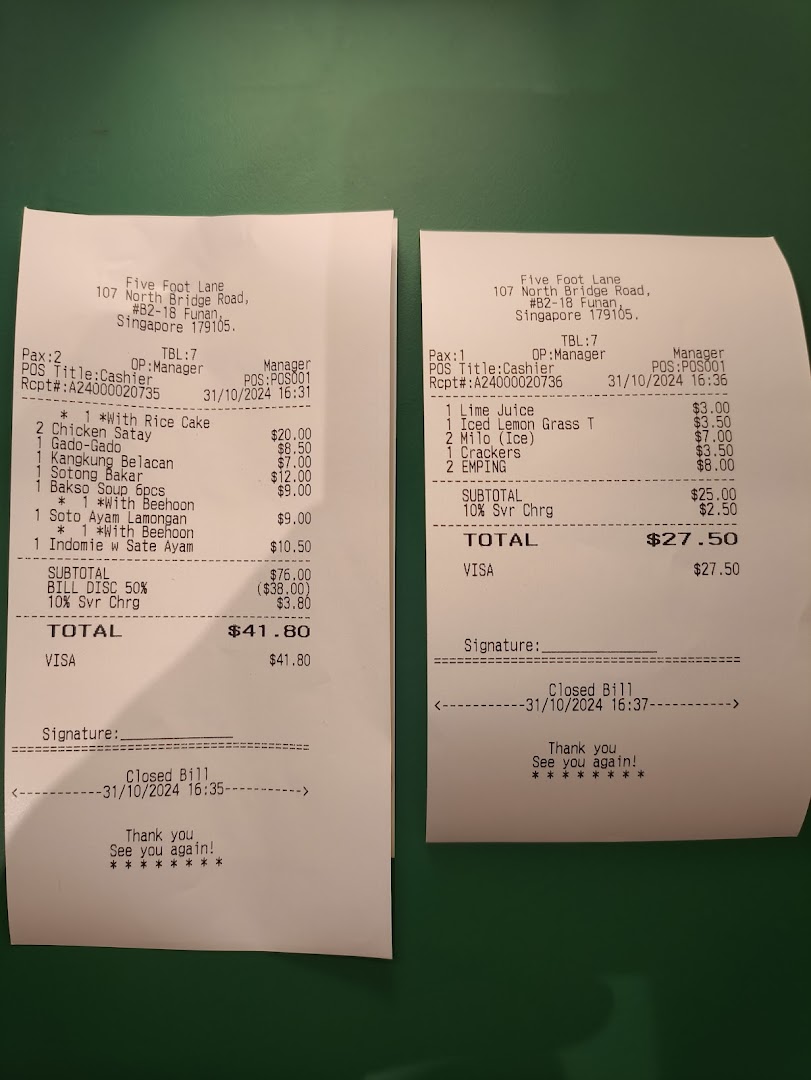 Five Foot Lane
107 North Bridge Road,
#B2-18 Funan,
Singapore 179105.
TBL:7
Pax:2 OP:Manager Manager
POS Title:Cashier POS:POS001
Rcpt#:A24000020735 31/10/2024 16:31
* 1 *With Rice Cake
2 Chicken Satay $20.00
1 Gado-Gado $8.50
1 Kangkung Belacan $7.00
1 Sotong Bakar $12.00
1 Bakso Soup 6pcs $9.00
* 1 *With Beehoon
1 Soto Ayam Lamongan $9.00
* 1 *With Beehoon
1 Indomie w Sate Ayam $10.50
SUBTOTAL $76.00
BILL DISC 50% ($38.00)
10% Svr Chrg $3.80
TOTAL $41.80
VISA $41.80
Signature:
Closed Bill
<-----------31/10/2024 16:35----------->
Thank you
See you again!
* * * * * * * *
Five Foot Lane
107 North Bridge Road,
#B2-18 Funan,
Singapore 179105.
TBL:7
Pax:1 OP:Manager Manager
POS Title:Cashier POS:POS001
Rcpt#:A24000020736 31/10/2024 16:36
1 Lime Juice $3.00
1 Iced Lemon Grass T $3.50
2 Milo (Ice) $7.00
1 Crackers $3.50
2 EMPING $8.00
SUBTOTAL $25.00
10% Svr Chrg $2.50
TOTAL $27.50
VISA $27.50
Signature:
Closed Bill
<-----------31/10/2024 16:37----------->
Thank you
See you again!
* * * * * * * *